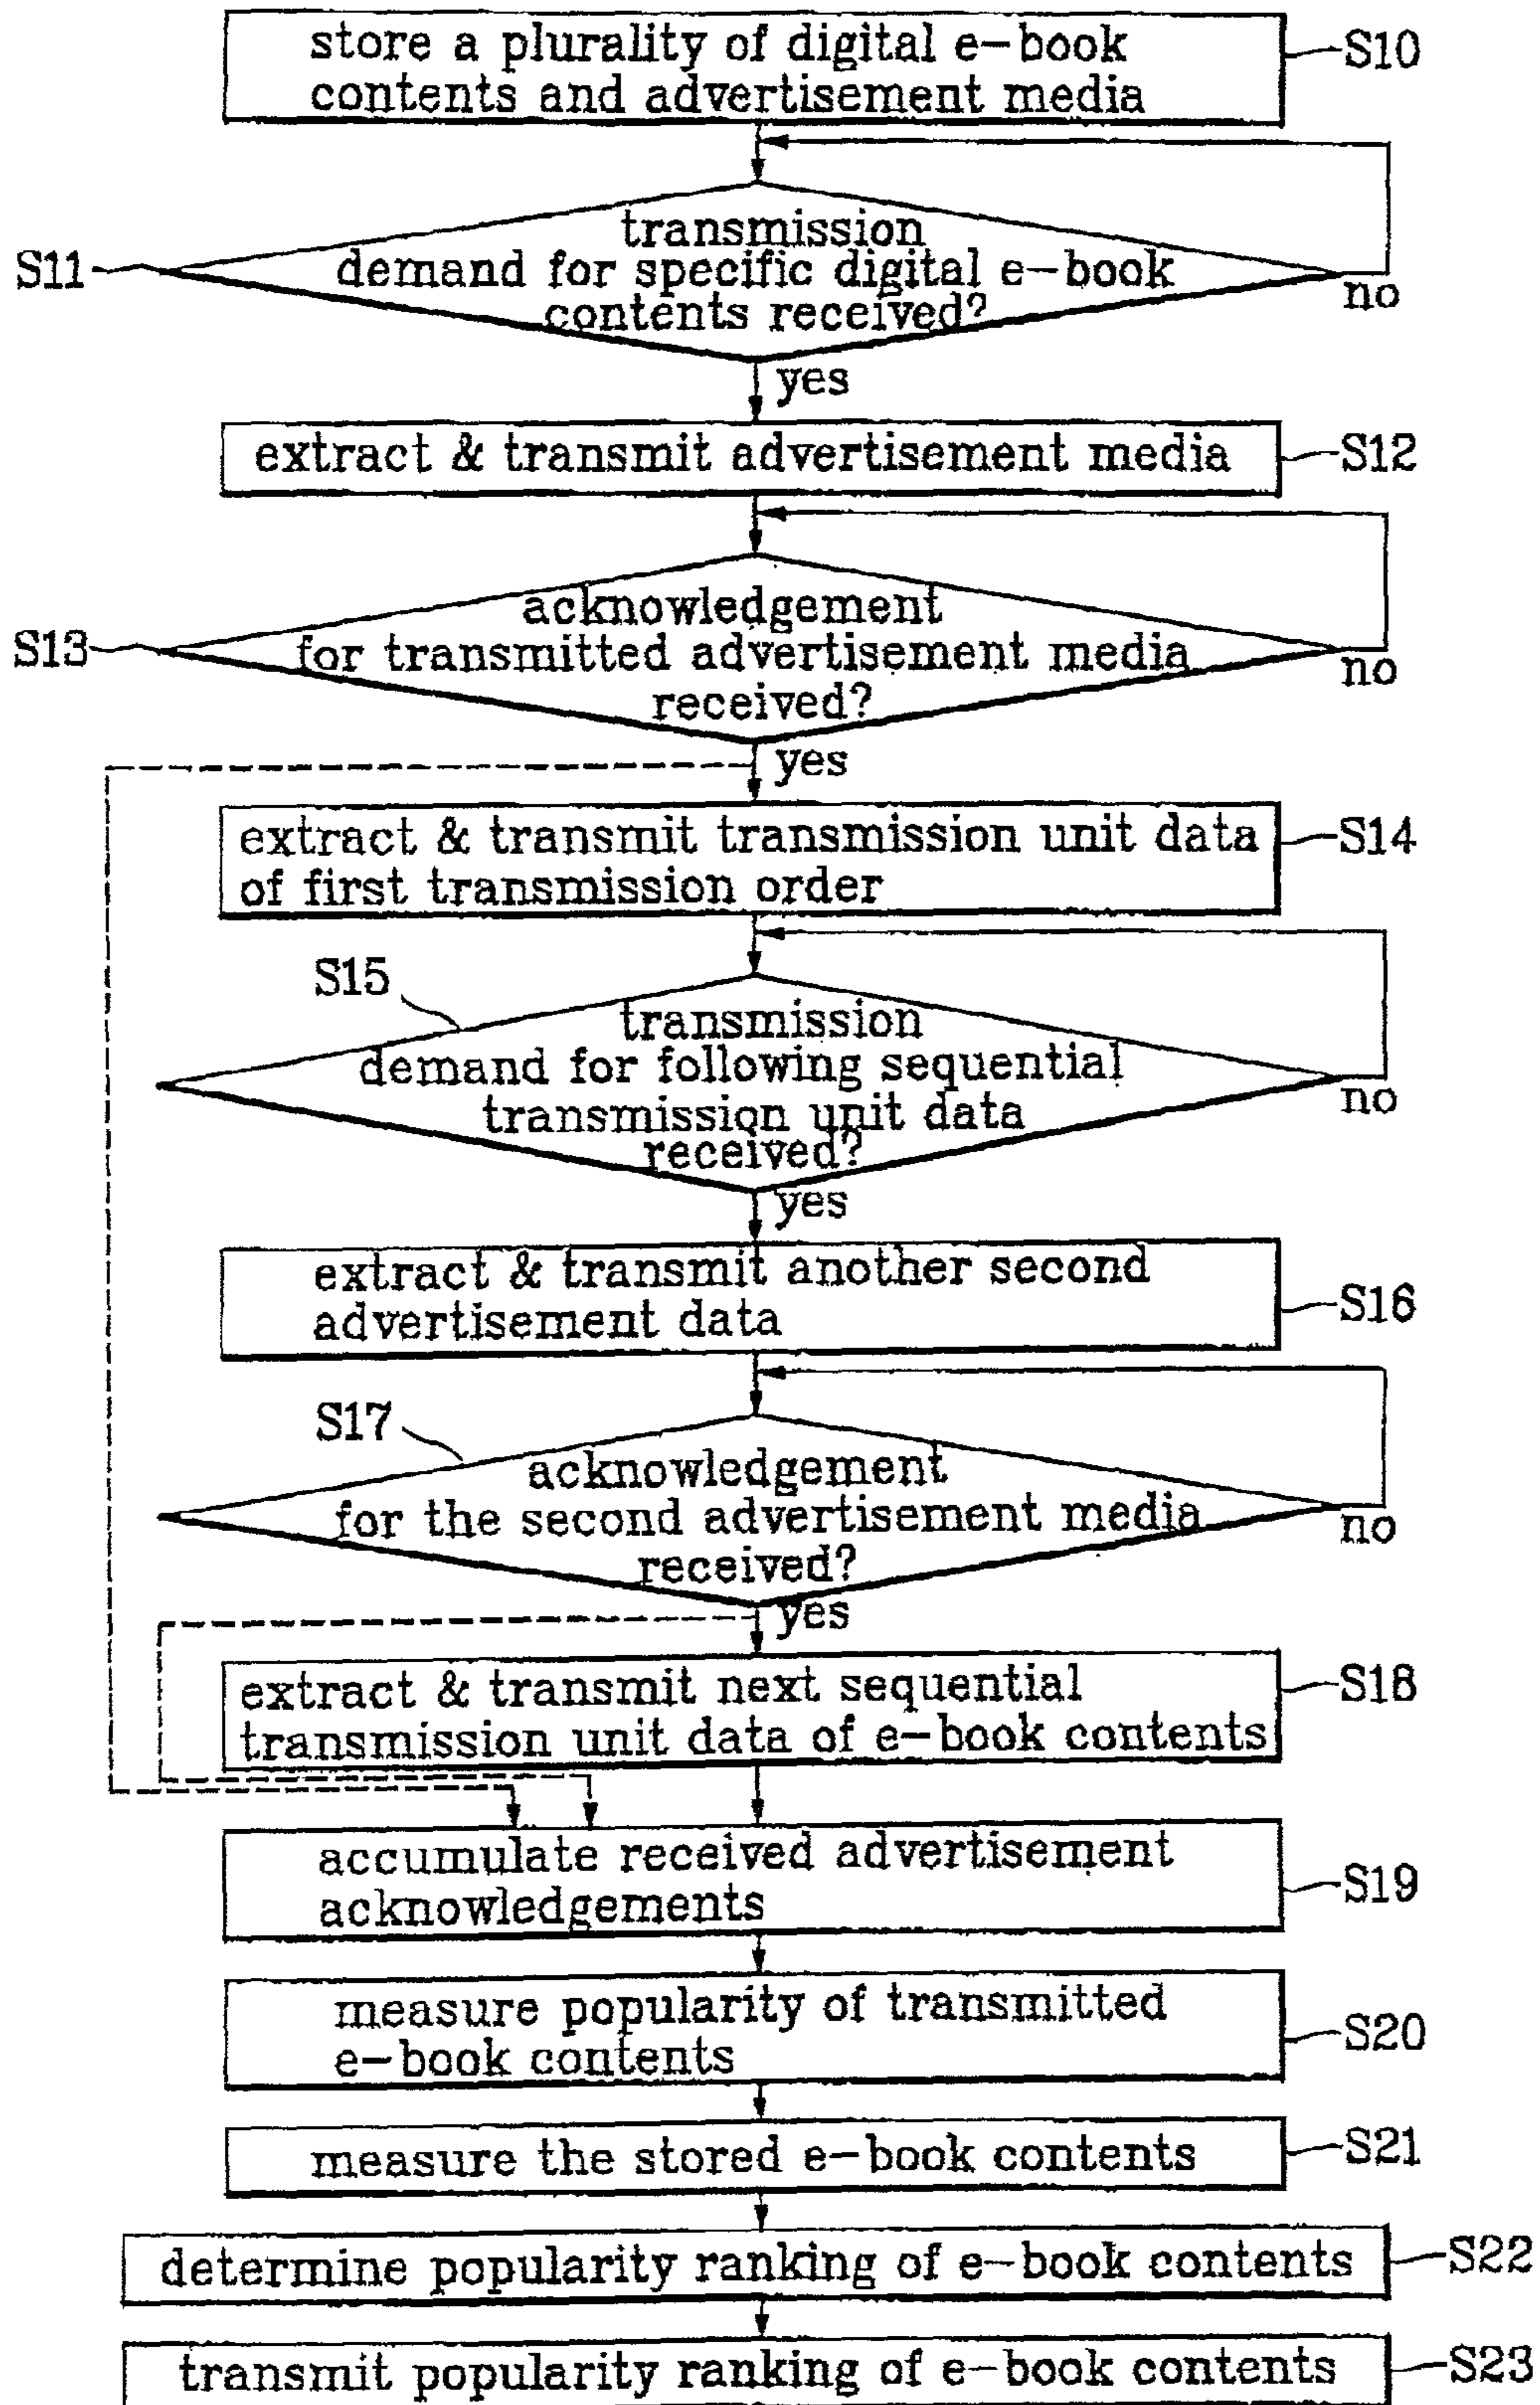 store a plurality of digital e-book
contents and advertisement media
S10
transmission
demand for specific digital e-book
contents received?
S11
no
yes
extract & transmit advertisement media
S12
acknowledgement
for transmitted advertisement media
received?
S13
no
yes
extract & transmit transmission unit data
of first transmission order
S14
S15
transmission
demand for following sequential
transmission unit data
received?
no
yes
extract & transmit another second
advertisement data
S16
S17
acknowledgement
for the second advertisement media
received?
no
yes
extract & transmit next sequential
transmission unit data of e-book contents
S18
accumulate received advertisement
acknowledgements
S19
measure popularity of transmitted
e-book contents
S20
measure the stored e-book contents
S21
determine popularity ranking of e-book contents
S22
transmit popularity ranking of e-book contents
S23